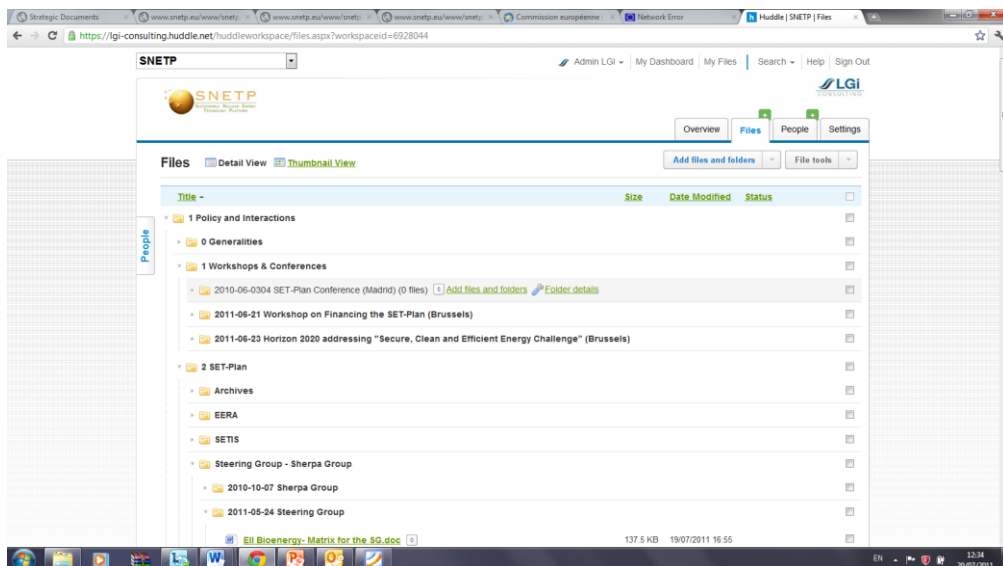 Strategic Documents www.snetp.eu/www/snetp www.snetp.eu/www/snetp www.snetp.eu/www/snetp Commission européenne : Network Error Huddle | SNETP | Files
https://lgi-consulting.huddle.net/huddleworkspace/files.aspx?workspaceid=6928044
SNETP Admin LGI My Dashboard My Files Search Help Sign Out
SNETP
LGi
CONSULTING
Overview Files People Settings
Files Detail View Thumbnail View Add files and folders File tools
Title Size Date Modified Status
People
1 Policy and Interactions
0 Generalities
1 Workshops & Conferences
2010-06-0304 SET-Plan Conference (Madrid) (0 files) 0 Add files and folders Folder details
2011-06-21 Workshop on Financing the SET-Plan (Brussels)
2011-06-23 Horizon 2020 addressing "Secure, Clean and Efficient Energy Challenge" (Brussels)
2 SET-Plan
Archives
EERA
SETIS
Steering Group - Sherpa Group
2010-10-07 Sherpa Group
2011-05-24 Steering Group
EII Bioenergy- Matrix for the SG.doc 0 137.5 KB 19/07/2011 16:55
EN 12:34
20/07/2011